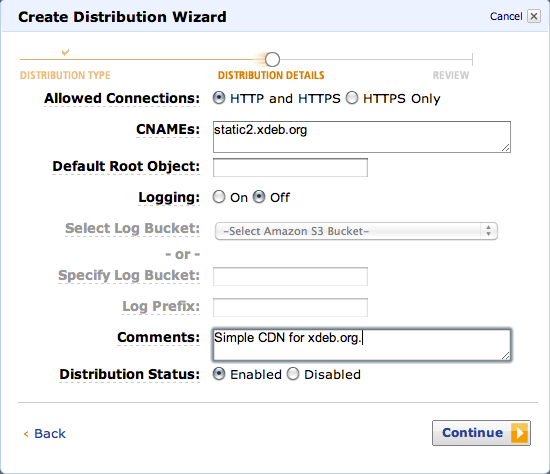 Create Distribution Wizard Cancel
DISTRIBUTION TYPE DISTRIBUTION DETAILS REVIEW
Allowed Connections: HTTP and HTTPS HTTPS Only
CNAMEs: static2.xdeb.org
Default Root Object:
Logging: On Off
Select Log Bucket: -Select Amazon S3 Bucket-
- or -
Specify Log Bucket:
Log Prefix:
Comments: Simple CDN for xdeb.org.
Distribution Status: Enabled Disabled
‹ Back Continue